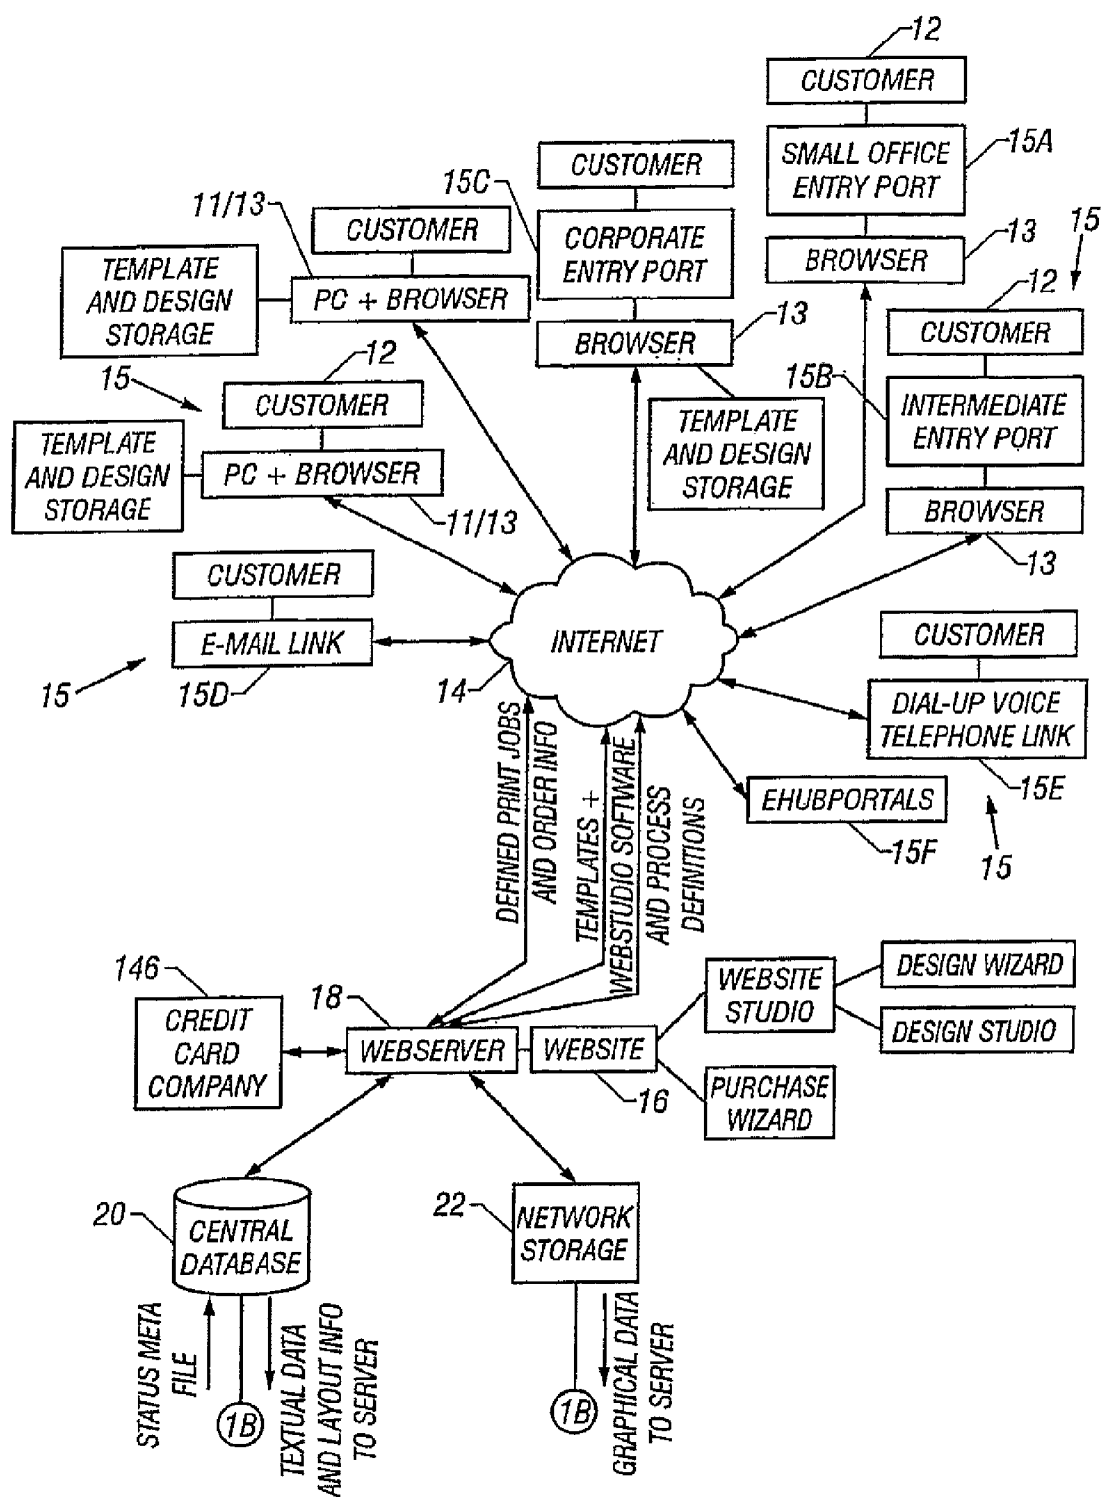 12
CUSTOMER
SMALL OFFICE
ENTRY PORT
15A
BROWSER
13
15
CUSTOMER
15C
CORPORATE
ENTRY PORT
BROWSER
13
TEMPLATE
AND DESIGN
STORAGE
11/13
CUSTOMER
PC + BROWSER
TEMPLATE
AND DESIGN
STORAGE
12
CUSTOMER
15B
INTERMEDIATE
ENTRY PORT
BROWSER
13
15
12
CUSTOMER
TEMPLATE
AND DESIGN
STORAGE
PC + BROWSER
11/13
CUSTOMER
E-MAIL LINK
15D
15
INTERNET
14
CUSTOMER
DIAL-UP VOICE
TELEPHONE LINK
15E
EHUBPORTALS
15F
15
DEFINED PRINT JOBS
AND ORDER INFO
TEMPLATES +
WEBSTUDIO SOFTWARE
AND PROCESS
DEFINITIONS
146
CREDIT
CARD
COMPANY
18
WEBSERVER
WEBSITE
16
WEBSITE
STUDIO
DESIGN WIZARD
DESIGN STUDIO
PURCHASE
WIZARD
20
CENTRAL
DATABASE
22
NETWORK
STORAGE
STATUS META
FILE
1B
TEXTUAL DATA
AND LAYOUT INFO
TO SERVER
1B
GRAPHICAL DATA
TO SERVER